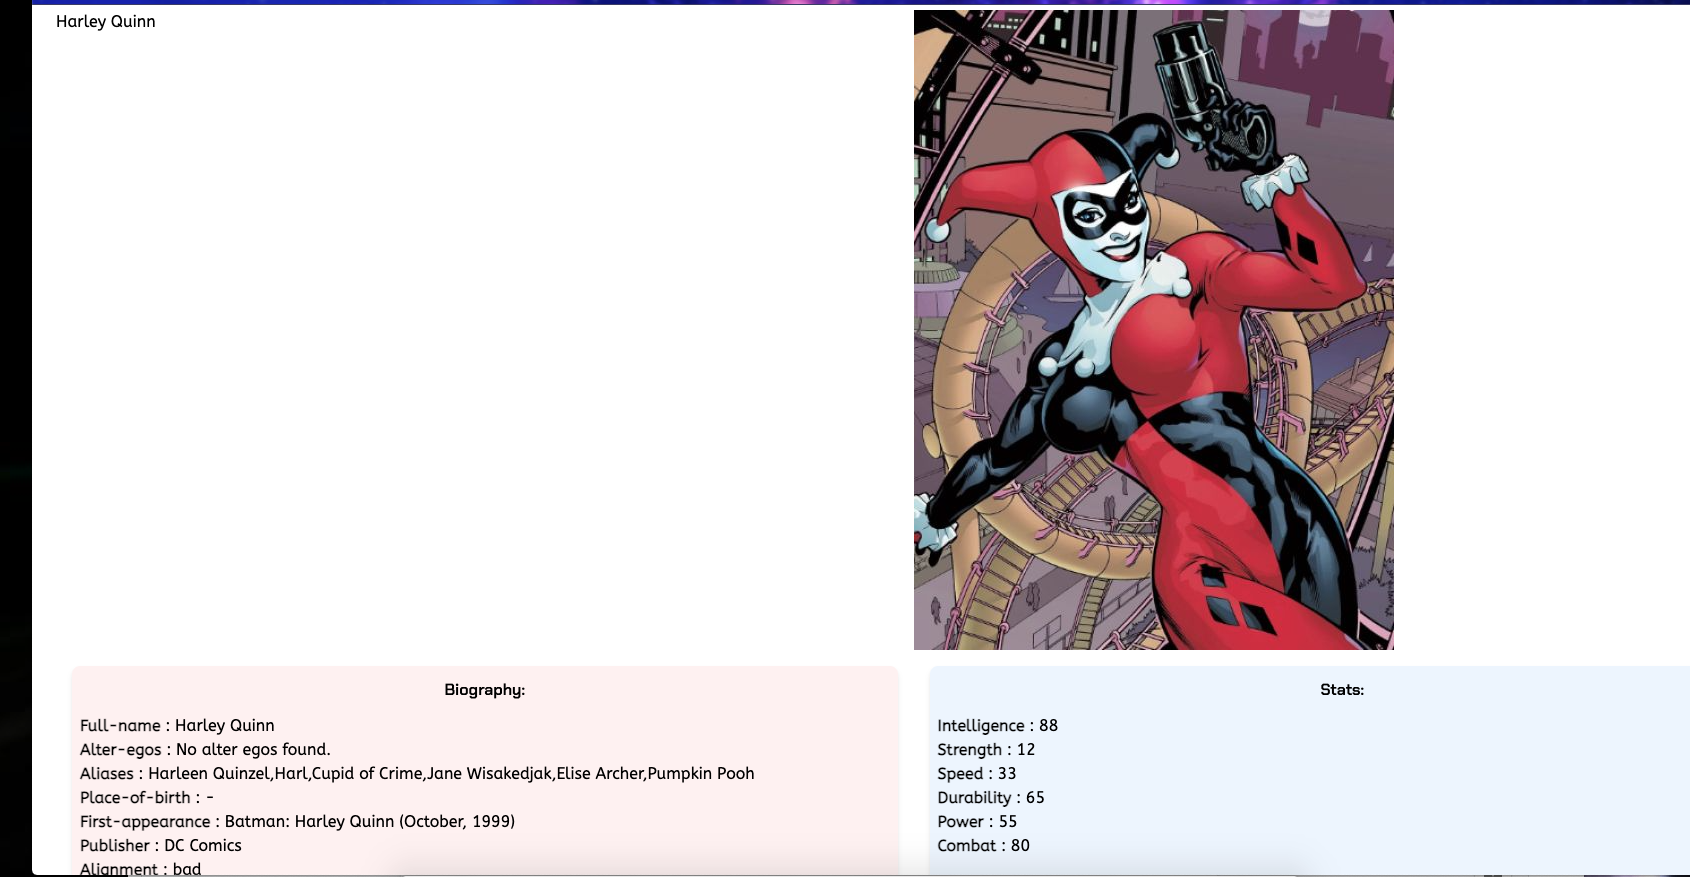 Harley Quinn
Biography:
Full-name : Harley Quinn
Alter-egos : No alter egos found.
Aliases : Harleen Quinzel,Harl,Cupid of Crime,Jane Wisakedjak,Elise Archer,Pumpkin Pooh
Place-of-birth : -
First-appearance : Batman: Harley Quinn (October, 1999)
Publisher : DC Comics
Alignment : bad
Stats:
Intelligence : 88
Strength : 12
Speed : 33
Durability : 65
Power : 55
Combat : 80